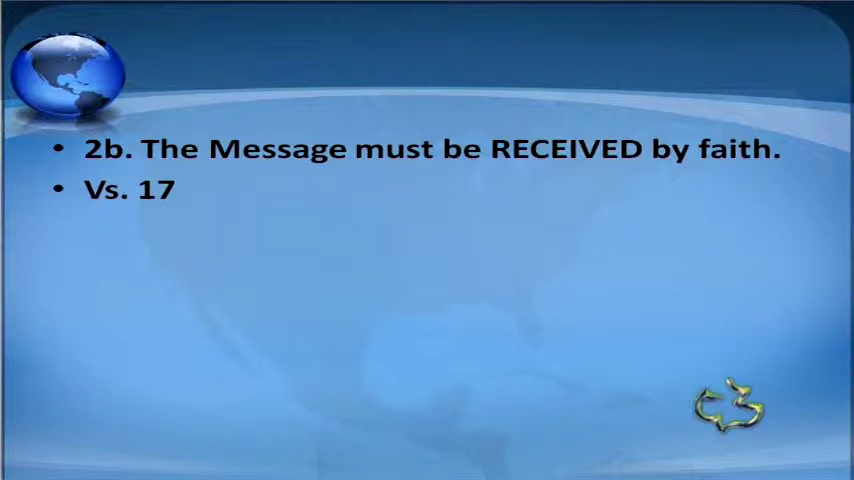 • 2b. The Message must be RECEIVED by faith.
• Vs. 17